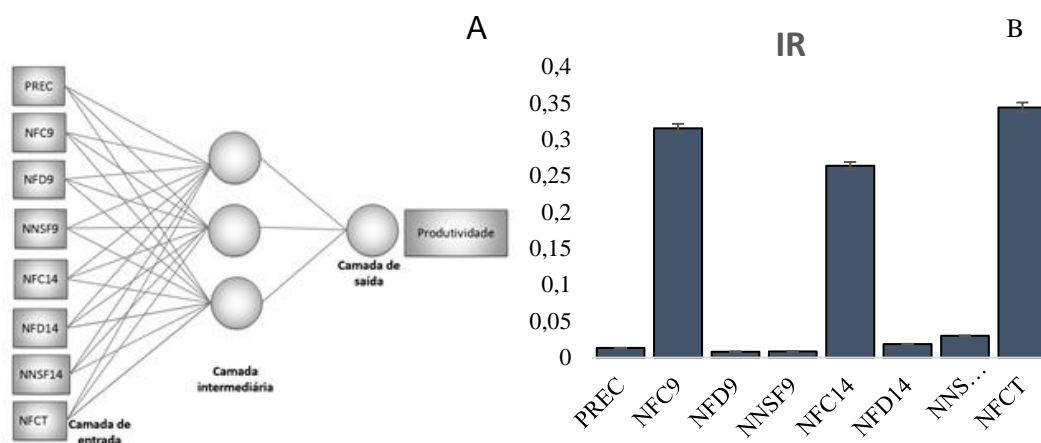 A
PREC
NFC9
NFD9
NNSF9
NFC14
NFD14
NNSF14
NFCT
Camada de
entrada
Camada
intermediária
Camada de
saída
Produtividade
B
IR
0,4
0,35
0,3
0,25
0,2
0,15
0,1
0,05
0
PREC
NFC9
NFD9
NNSF9
NFC14
NFD14
NNS...
NFCT